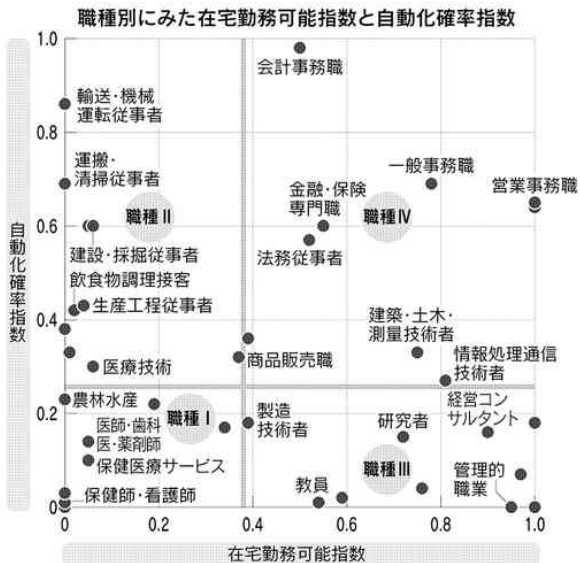 職種別にみた在宅勤務可能指数と自動化確率指数
1.0
会計事務職
輸送・機械
運転従事者
0.8
運搬・
清掃従事者
一般事務職
営業事務職
金融・保険
専門職
職種Ⅱ
職種Ⅳ
0.6
法務従事者
建設・採掘従事者
飲食物調理接客
生産工程従事者
0.4
建築・土木・
測量技術者
商品販売職
情報処理通信
技術者
医療技術
農林水産
0.2
職種Ⅰ
製造
技術者
研究者
経営コン
サルタント
医師・歯科
医・薬剤師
保健医療サービス
職種Ⅲ
管理的
職業
教員
保健師・看護師
0
0
0.2
0.4
0.6
0.8
1.0
自動化確率指数
在宅勤務可能指数